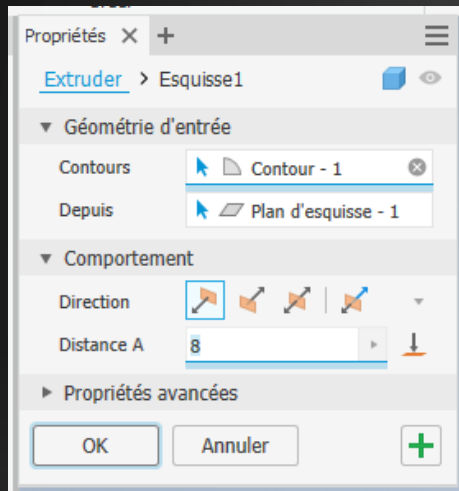 Propriétés
Extruder > Esquisse1
Géométrie d'entrée
Contours Contour - 1
Depuis Plan d'esquisse - 1
Comportement
Direction
Distance A 8
Propriétés avancées
OK Annuler